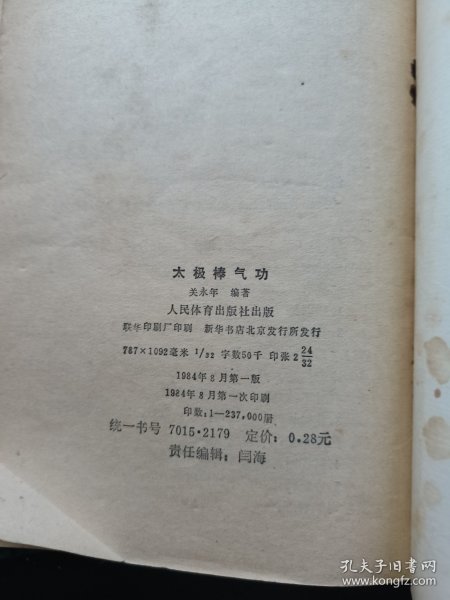 太极棒气功
关永年 编著
人民体育出版社出版
联华印刷厂印刷 新华书店北京发行所发行
787×1092毫米 1/32 字数50千 印张2 24/32
1984年8月第一版
1984年8月第一次印刷
印数:1—237,000册
统一书号 7015·2179 定价:0.28元
责任编辑:闫海
孔夫子旧书网
www.kongfz.com